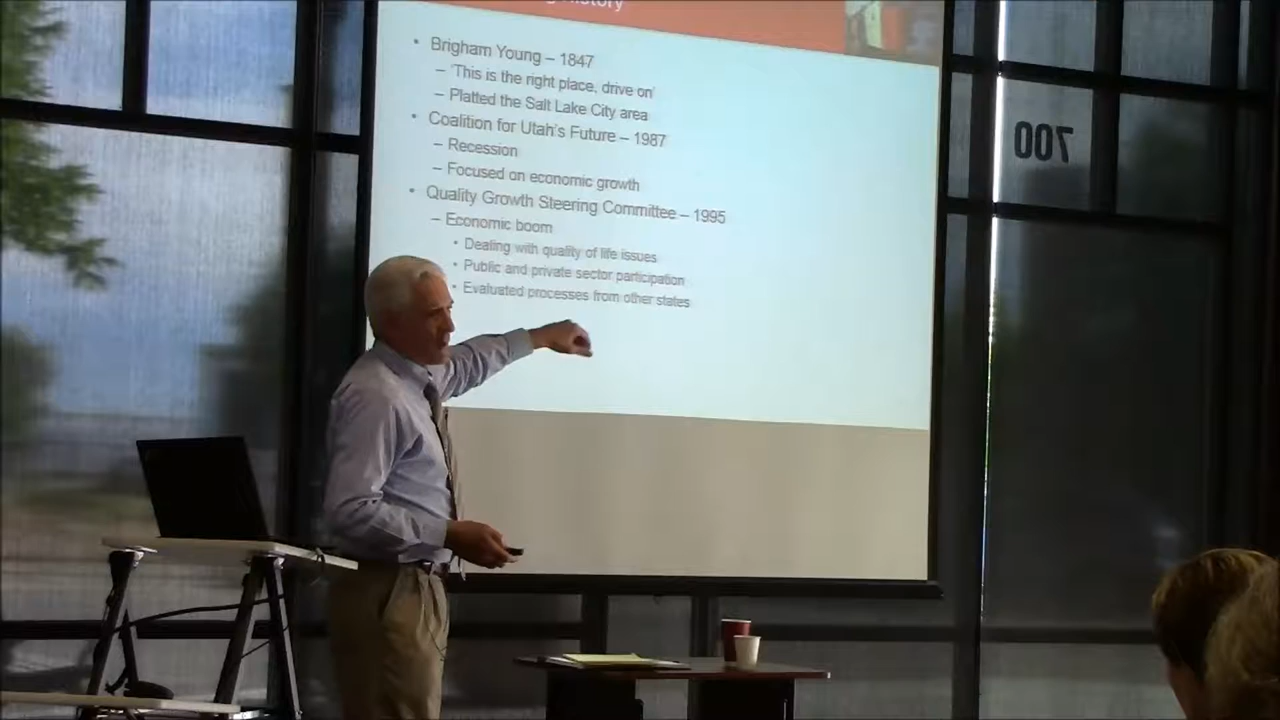 History
• Brigham Young – 1847
– 'This is the right place, drive on'
– Platted the Salt Lake City area
• Coalition for Utah's Future – 1987
– Recession
– Focused on economic growth
• Quality Growth Steering Committee – 1995
– Economic boom
• Dealing with quality of life issues
• Public and private sector participation
• Evaluated processes from other states
700